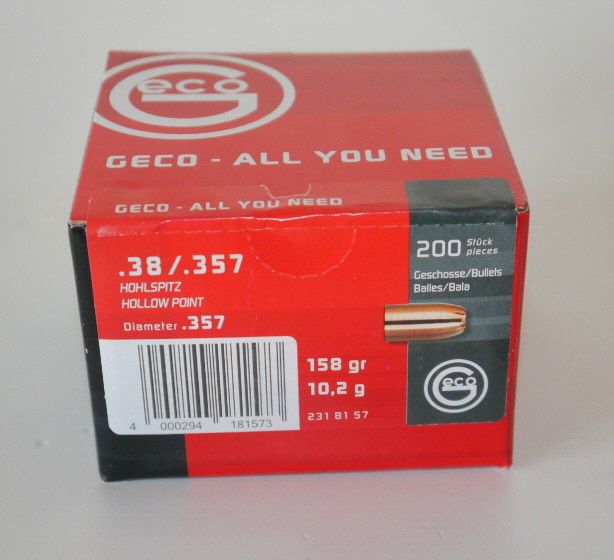 Geco
GECO - ALL YOU NEED
GECO - ALL YOU NEED
.38/.357
HOHLSPITZ
HOLLOW POINT
Diameter .357
4 000294 181573
158 gr
10,2 g
231 81 57
200 Stück
pieces
Geschosse/Bullets
Balles/Bala
Geco